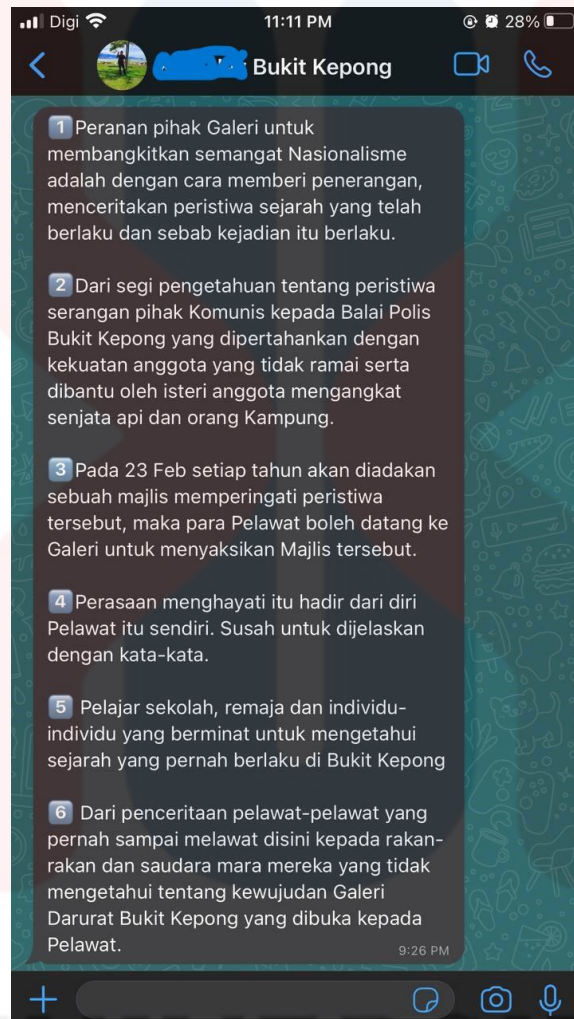 Digi 11:11 PM 28%
Bukit Kepong
1 Peranan pihak Galeri untuk
membangkitkan semangat Nasionalisme
adalah dengan cara memberi penerangan,
menceritakan peristiwa sejarah yang telah
berlaku dan sebab kejadian itu berlaku.
2 Dari segi pengetahuan tentang peristiwa
serangan pihak Komunis kepada Balai Polis
Bukit Kepong yang dipertahankan dengan
kekuatan anggota yang tidak ramai serta
dibantu oleh isteri anggota mengangkat
senjata api dan orang Kampung.
3 Pada 23 Feb setiap tahun akan diadakan
sebuah majlis memperingati peristiwa
tersebut, maka para Pelawat boleh datang ke
Galeri untuk menyaksikan Majlis tersebut.
4 Perasaan menghayati itu hadir dari diri
Pelawat itu sendiri. Susah untuk dijelaskan
dengan kata-kata.
5 Pelajar sekolah, remaja dan individu-
individu yang berminat untuk mengetahui
sejarah yang pernah berlaku di Bukit Kepong
6 Dari penceritaan pelawat-pelawat yang
pernah sampai melawat disini kepada rakan-
rakan dan saudara mara mereka yang tidak
mengetahui tentang kewujudan Galeri
Darurat Bukit Kepong yang dibuka kepada
Pelawat.
9:26 PM